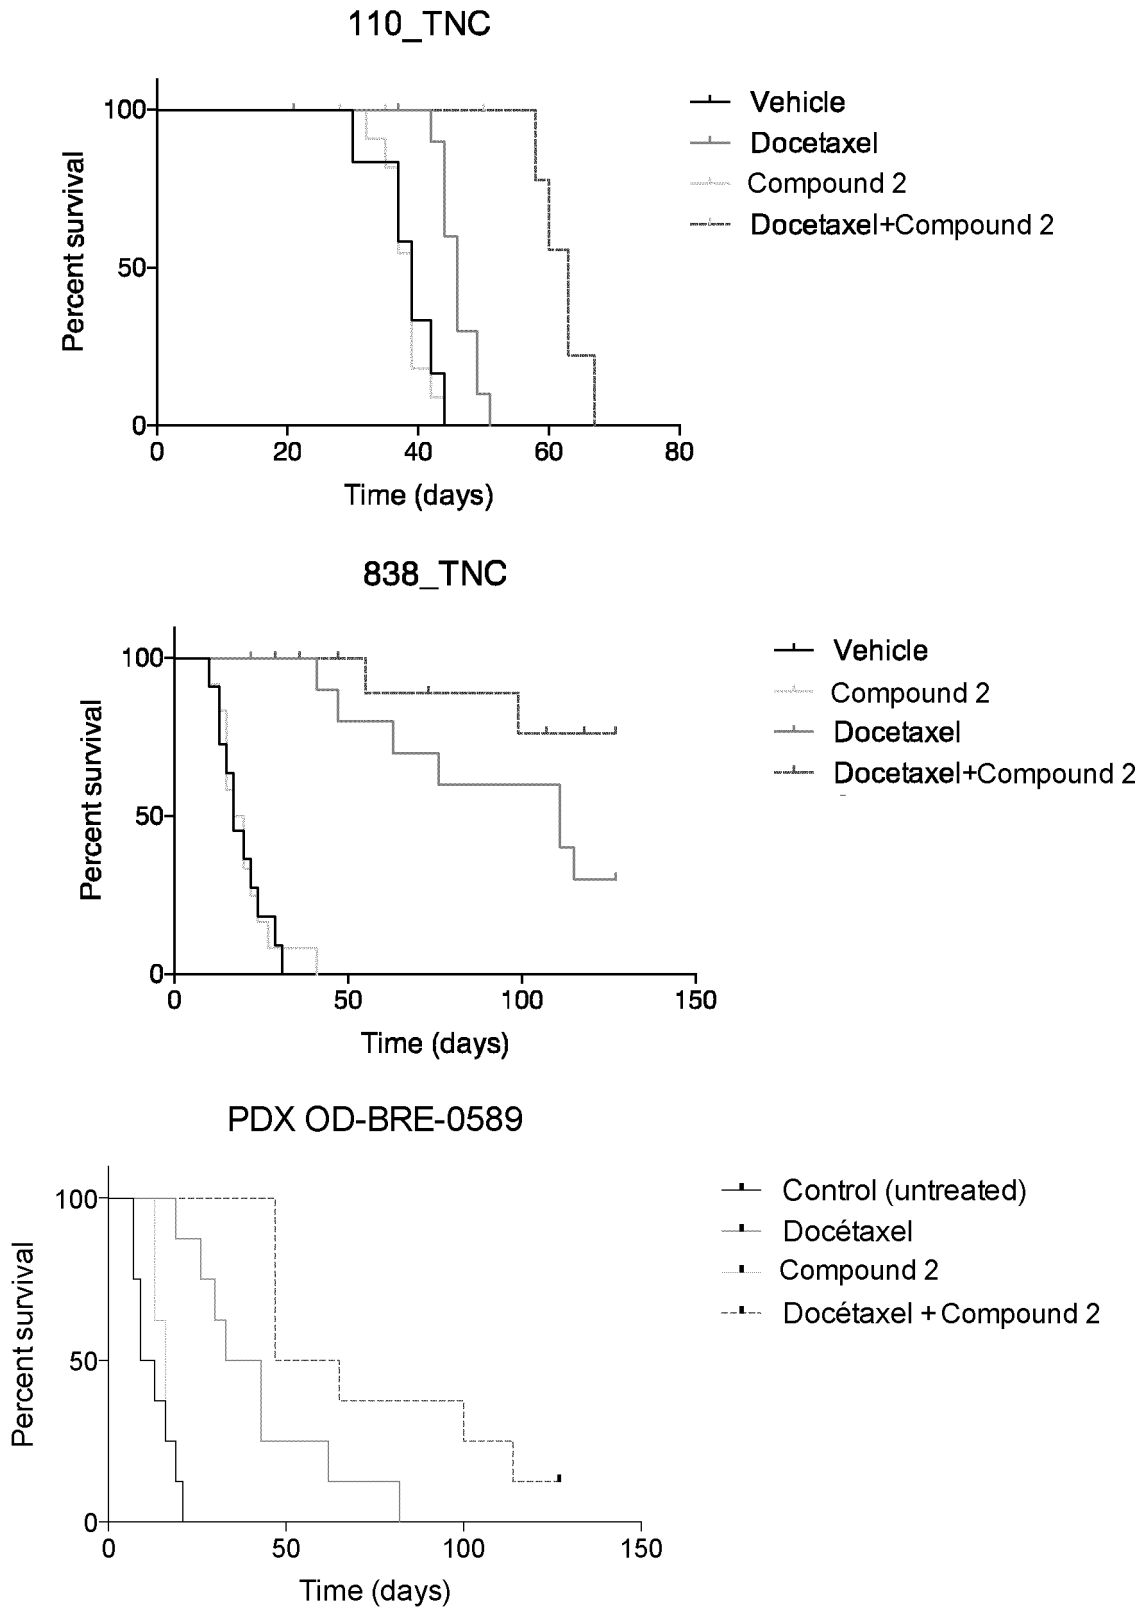 110_TNC
100
50
0
0 20 40 60 80
Percent survival
Time (days)
Vehicle
Docetaxel
Compound 2
Docetaxel+Compound 2
838_TNC
100
50
0
0 50 100 150
Percent survival
Time (days)
Vehicle
Compound 2
Docetaxel
Docetaxel+Compound 2
PDX OD-BRE-0589
100
50
0
0 50 100 150
Percent survival
Time (days)
Control (untreated)
Docétaxel
Compound 2
Docétaxel + Compound 2